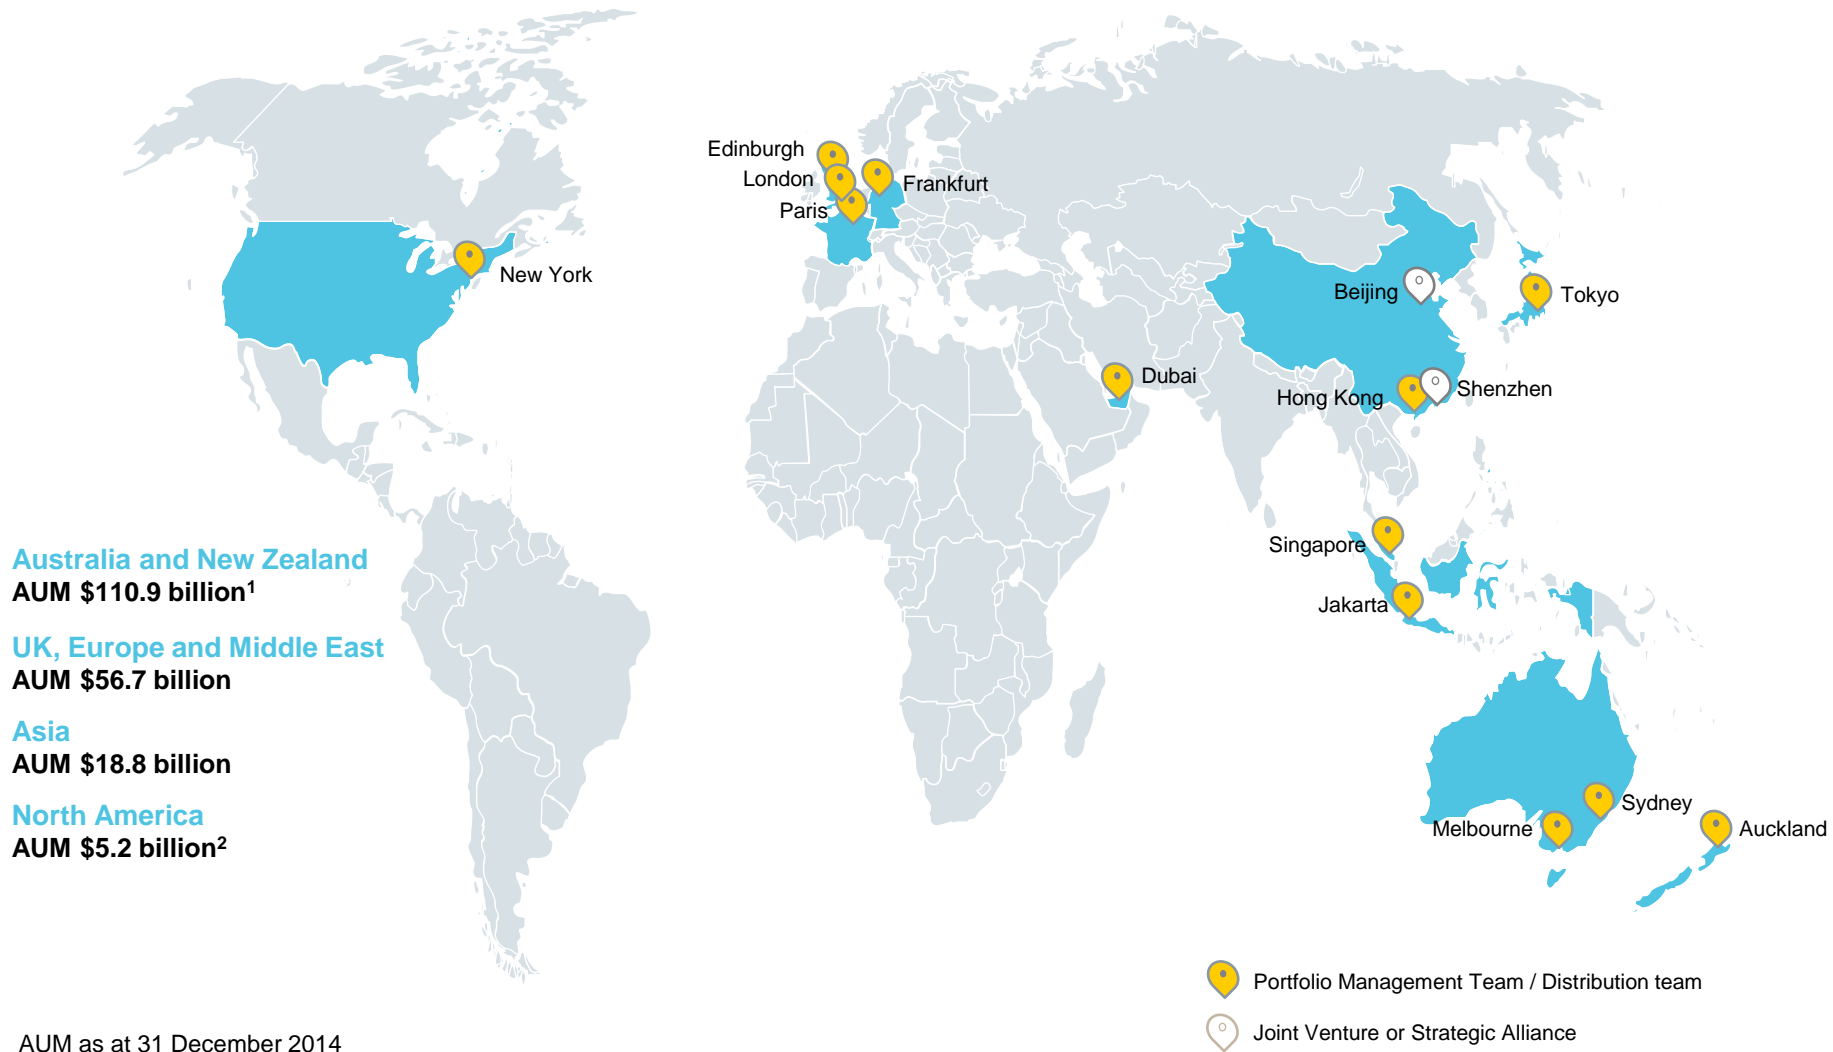 Edinburgh
London
Frankfurt
Paris
New York
Beijing
Tokyo
Dubai
Shenzhen
Hong Kong
Singapore
Jakarta
Australia and New Zealand
AUM $110.9 billion¹
UK, Europe and Middle East
AUM $56.7 billion
Asia
AUM $18.8 billion
North America
AUM $5.2 billion²
Sydney
Melbourne
Auckland
Portfolio Management Team / Distribution team
Joint Venture or Strategic Alliance
AUM as at 31 December 2014